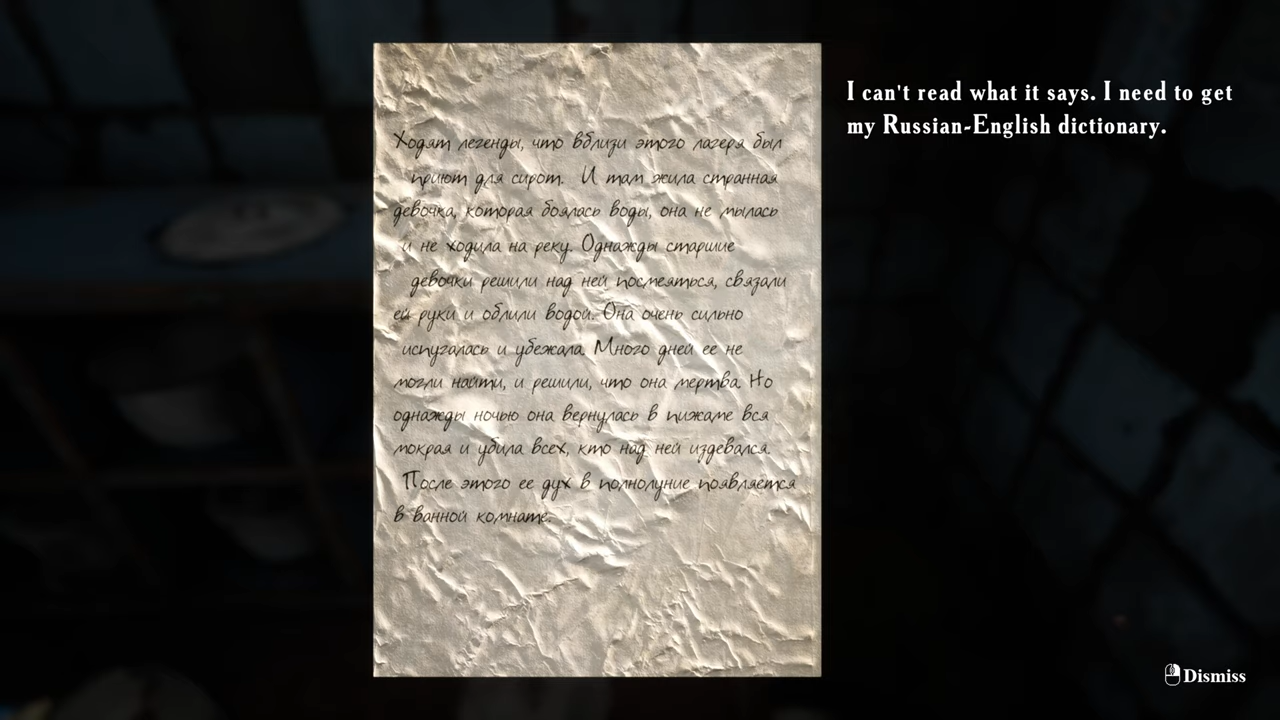 Ходят легенды, что вблизи этого лагеря был
приют для сирот. И там жила странная
девочка, которая боялась воды, она не мылась
и не ходила на реку. Однажды старшие
девочки решили над ней посмеяться, связали
ей руки и облили водой. Она очень сильно
испугалась и убежала. Много дней ее не
могли найти, и решили, что она мертва. Но
однажды ночью она вернулась в пижаме вся
мокрая и убила всех, кто над ней издевался.
После этого ее дух в полнолуние появляется
в ванной комнате.
I can't read what it says. I need to get
my Russian-English dictionary.
Dismiss